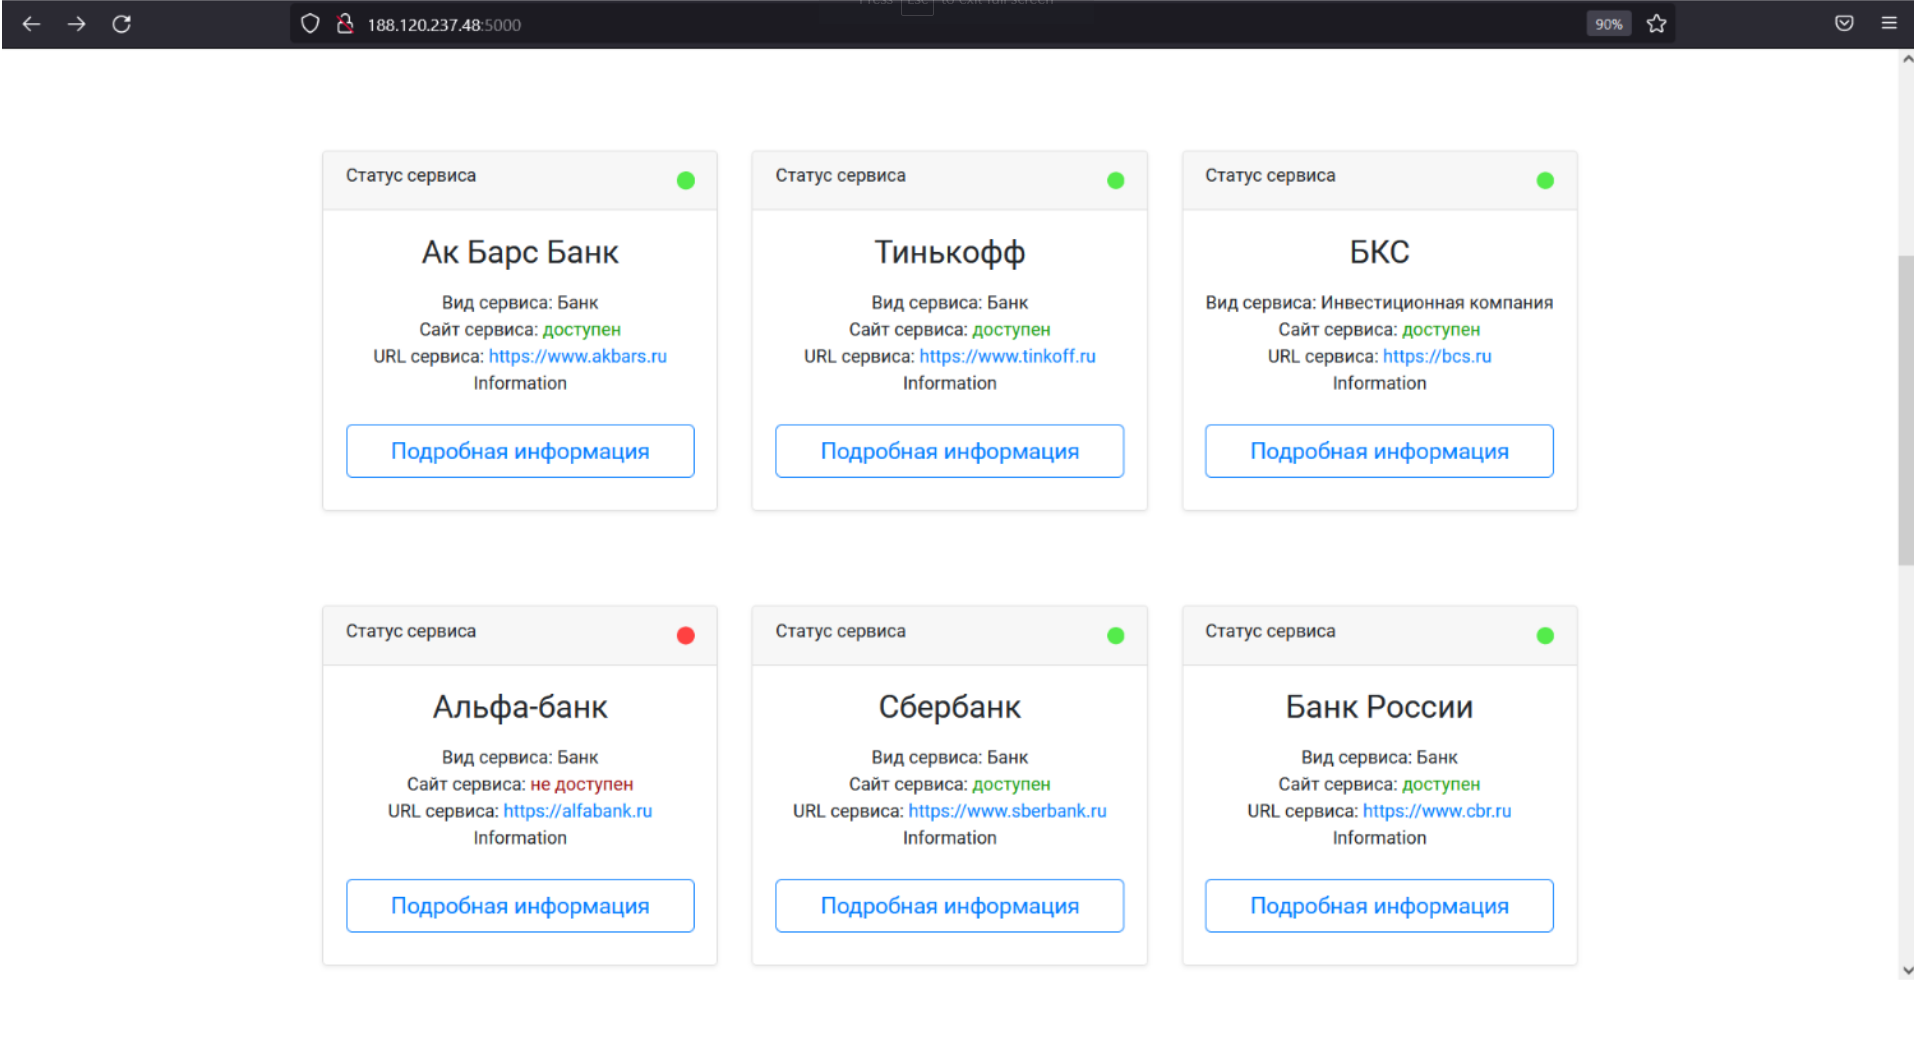 Press Esc to exit full screen
188.120.237.48:5000
90%
Статус сервиса
Ак Барс Банк
Вид сервиса: Банк
Сайт сервиса: доступен
URL сервиса: https://www.akbars.ru
Information
Подробная информация
Статус сервиса
Тинькофф
Вид сервиса: Банк
Сайт сервиса: доступен
URL сервиса: https://www.tinkoff.ru
Information
Подробная информация
Статус сервиса
БКС
Вид сервиса: Инвестиционная компания
Сайт сервиса: доступен
URL сервиса: https://bcs.ru
Information
Подробная информация
Статус сервиса
Альфа-банк
Вид сервиса: Банк
Сайт сервиса: не доступен
URL сервиса: https://alfabank.ru
Information
Подробная информация
Статус сервиса
Сбербанк
Вид сервиса: Банк
Сайт сервиса: доступен
URL сервиса: https://www.sberbank.ru
Information
Подробная информация
Статус сервиса
Банк России
Вид сервиса: Банк
Сайт сервиса: доступен
URL сервиса: https://www.cbr.ru
Information
Подробная информация